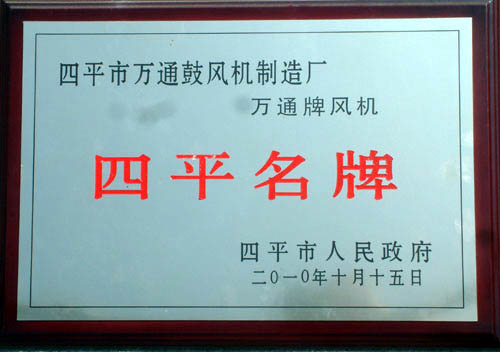 四平市万通鼓风机制造厂
万通牌风机
四平名牌
四平市人民政府
二〇一〇年十月十五日